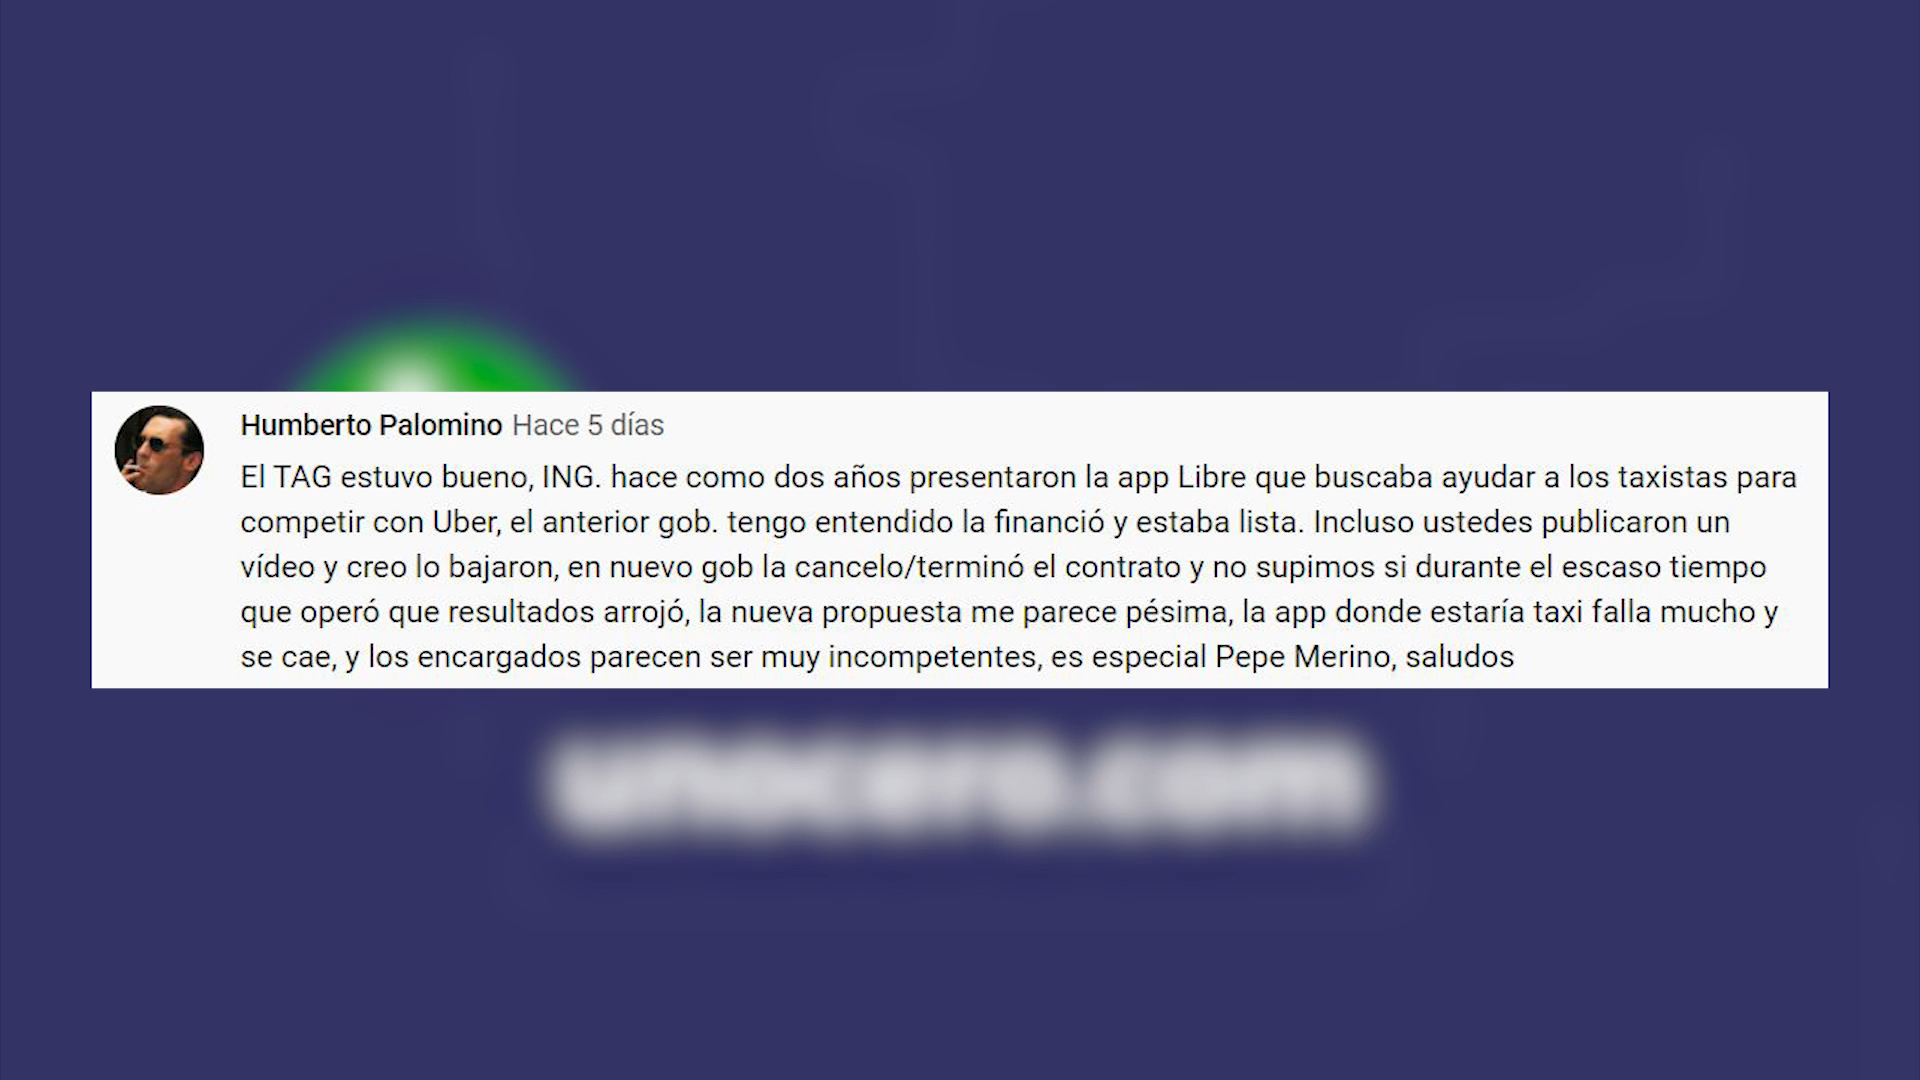 Humberto Palomino Hace 5 días
El TAG estuvo bueno, ING. hace como dos años presentaron la app Libre que buscaba ayudar a los taxistas para
competir con Uber, el anterior gob. tengo entendido la financió y estaba lista. Incluso ustedes publicaron un
vídeo y creo lo bajaron, en nuevo gob la cancelo/terminó el contrato y no supimos si durante el escaso tiempo
que operó que resultados arrojó, la nueva propuesta me parece pésima, la app donde estaría taxi falla mucho y
se cae, y los encargados parecen ser muy incompetentes, es especial Pepe Merino, saludos
unocero.com